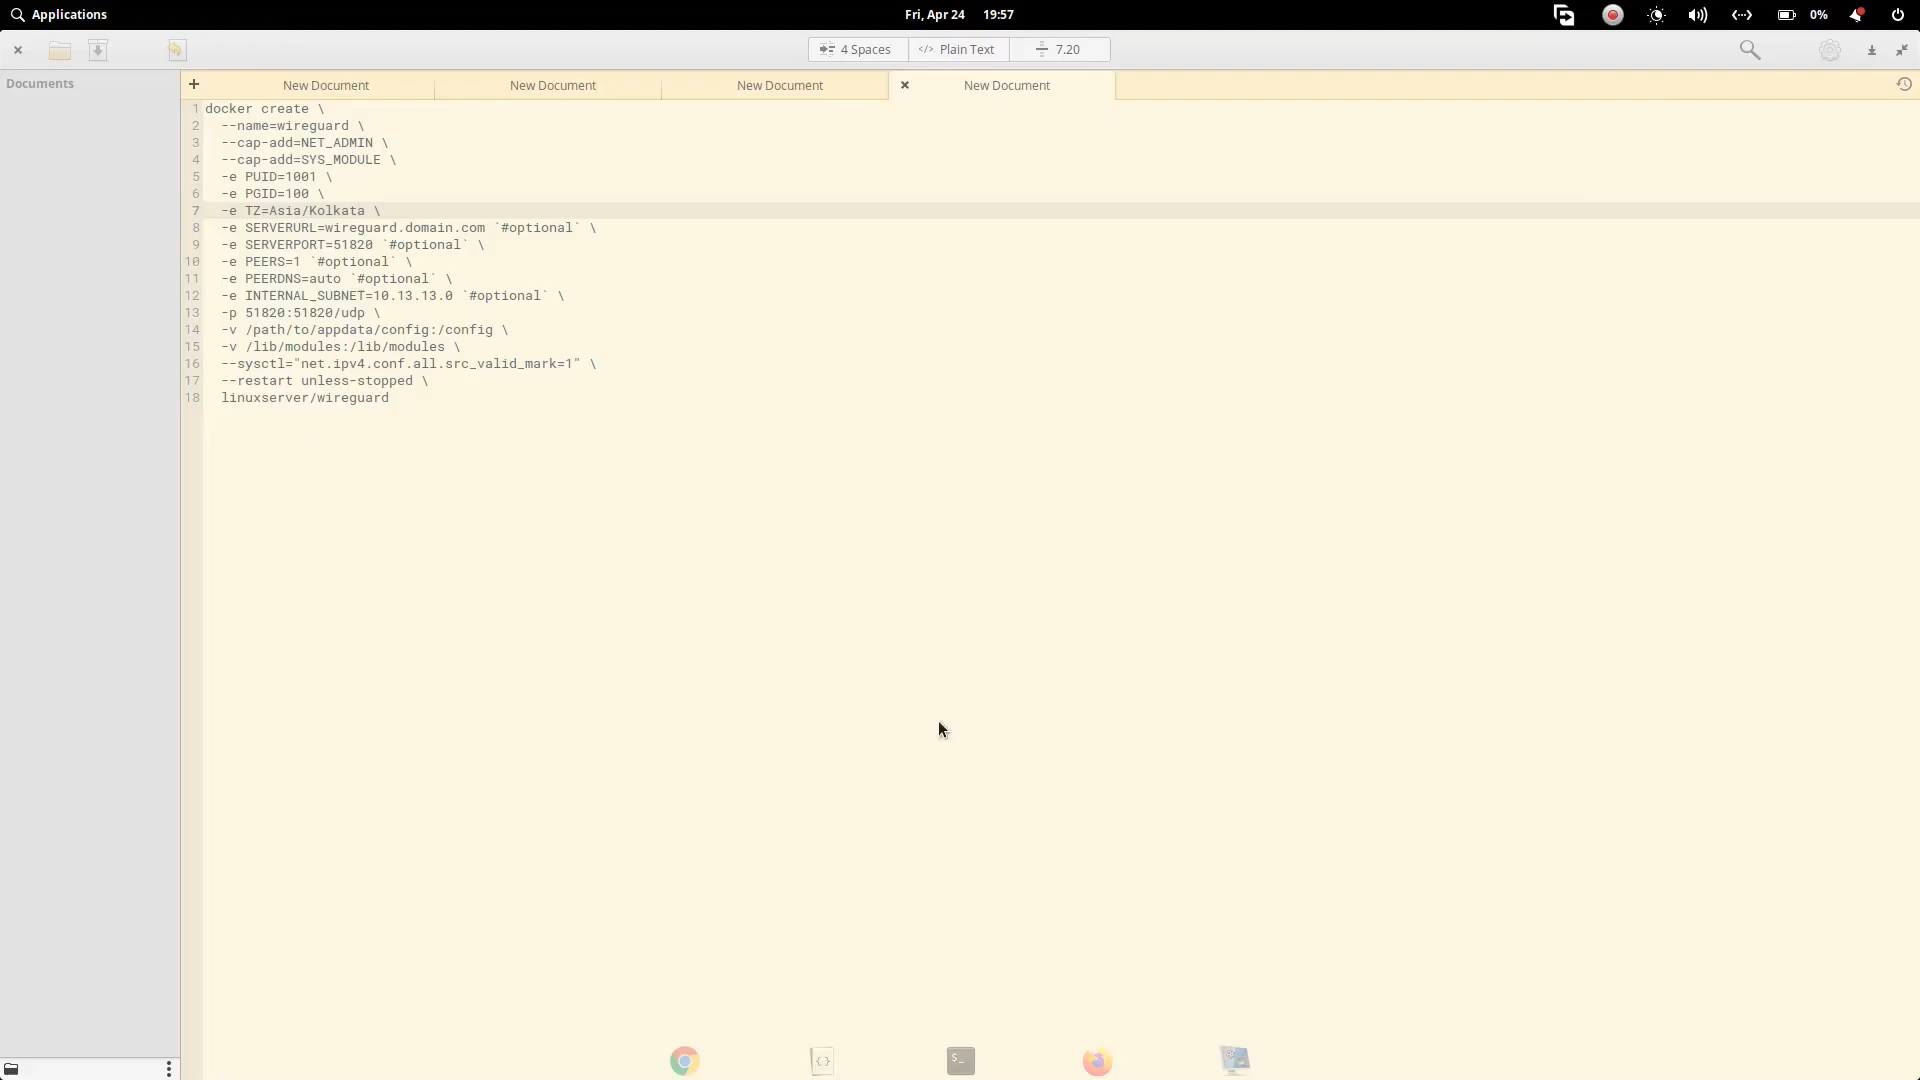 Applications
Fri, Apr 24 19:57
0%
4 Spaces
</> Plain Text
7.20
Documents
+ New Document
New Document
New Document
× New Document
1 docker create \
2   --name=wireguard \
3   --cap-add=NET_ADMIN \
4   --cap-add=SYS_MODULE \
5   -e PUID=1001 \
6   -e PGID=100 \
7   -e TZ=Asia/Kolkata \
8   -e SERVERURL=wireguard.domain.com `#optional` \
9   -e SERVERPORT=51820 `#optional` \
10   -e PEERS=1 `#optional` \
11   -e PEERDNS=auto `#optional` \
12   -e INTERNAL_SUBNET=10.13.13.0 `#optional` \
13   -p 51820:51820/udp \
14   -v /path/to/appdata/config:/config \
15   -v /lib/modules:/lib/modules \
16   --sysctl="net.ipv4.conf.all.src_valid_mark=1" \
17   --restart unless-stopped \
18   linuxserver/wireguard